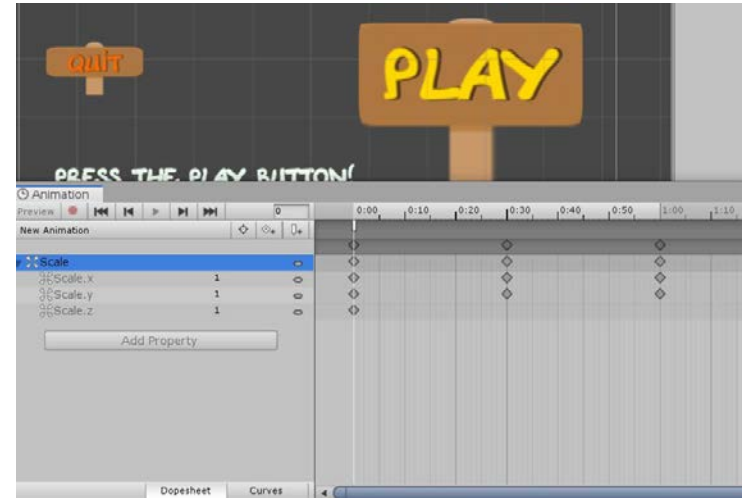 QUIT
PLAY
PRESS THE PLAY BUTTON!
Animation
Preview 0 0:00 0:10 0:20 0:30 0:40 0:50 1:00 1:10
New Animation
Scale
Scale.x 1
Scale.y 1
Scale.z 1
Add Property
Dopesheet Curves